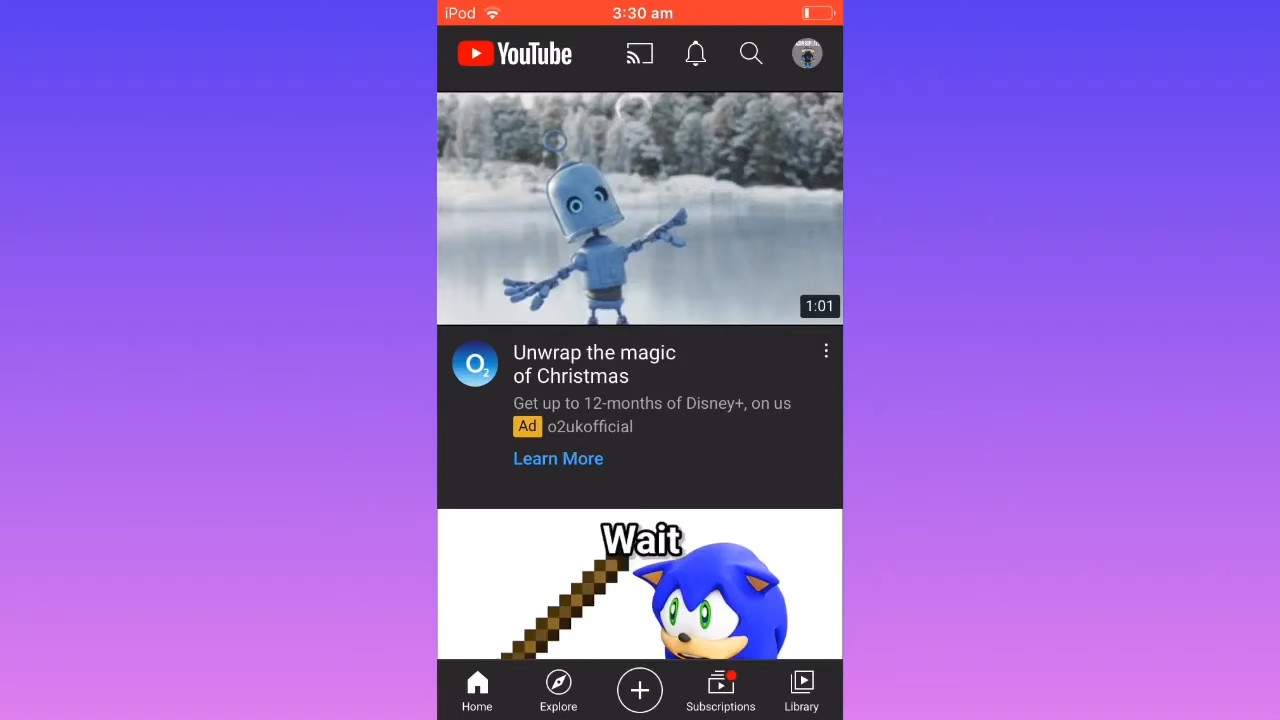 iPod 3:30 am
YouTube
1:01
O2
Unwrap the magic
of Christmas
Get up to 12-months of Disney+, on us
Ad o2ukofficial
Learn More
Wait
Home Explore Subscriptions Library